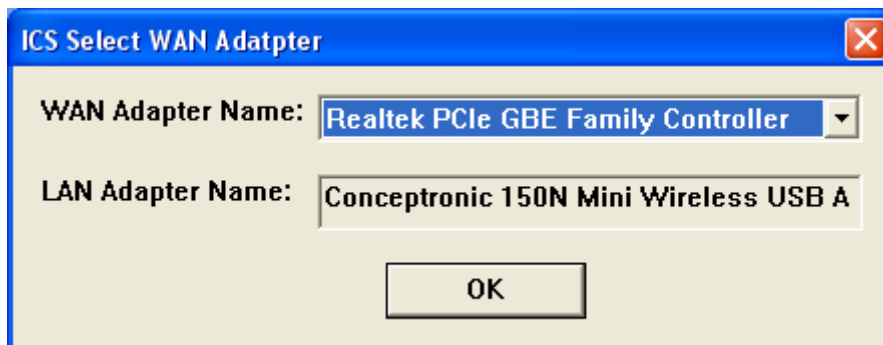 ICS Select WAN Adatpter
WAN Adapter Name: Realtek PCIe GBE Family Controller
LAN Adapter Name: Conceptronic 150N Mini Wireless USB A
OK